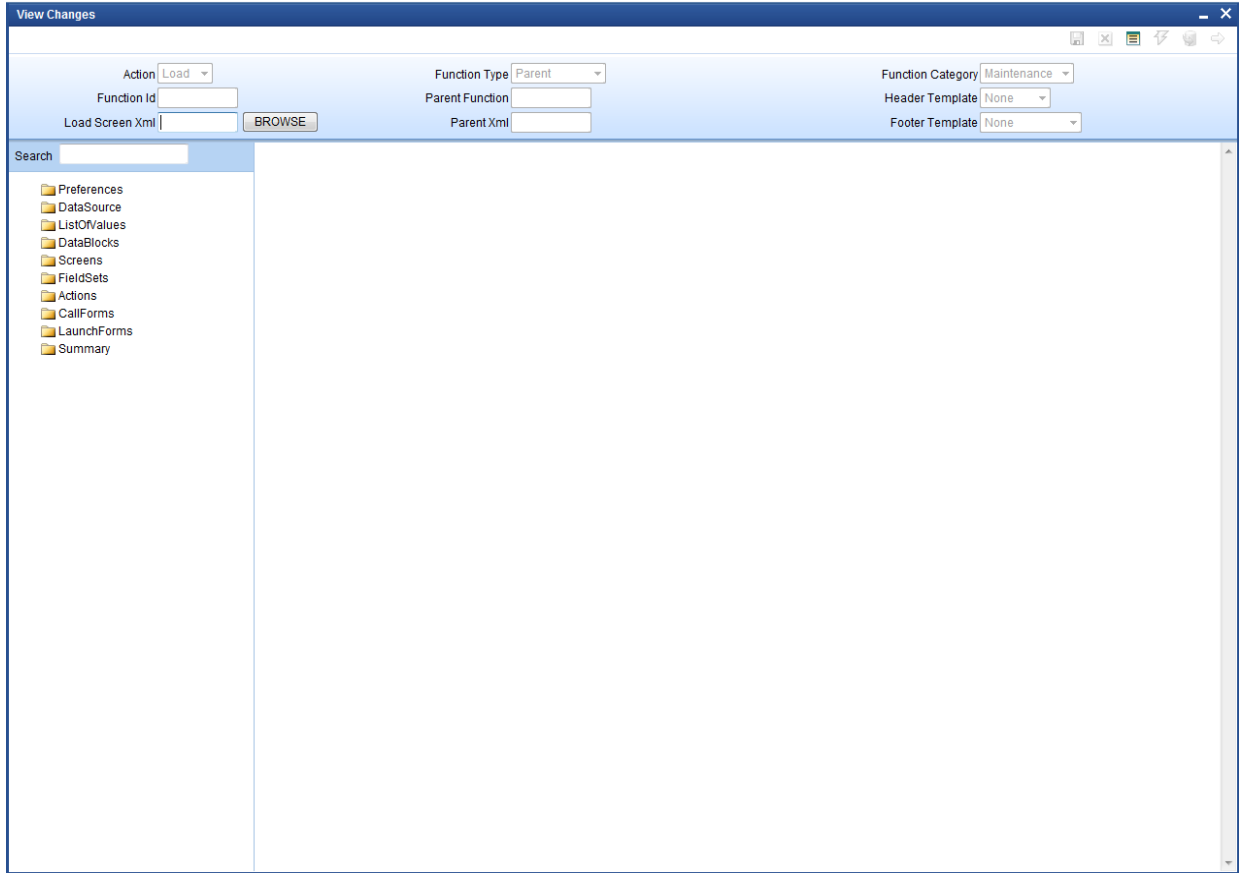 View Changes
Action Load Function Type Parent Function Category Maintenance
Function Id Parent Function Header Template None
Load Screen Xml BROWSE Parent Xml Footer Template None
Search
Preferences
DataSource
ListOfValues
DataBlocks
Screens
FieldSets
Actions
CallForms
LaunchForms
Summary